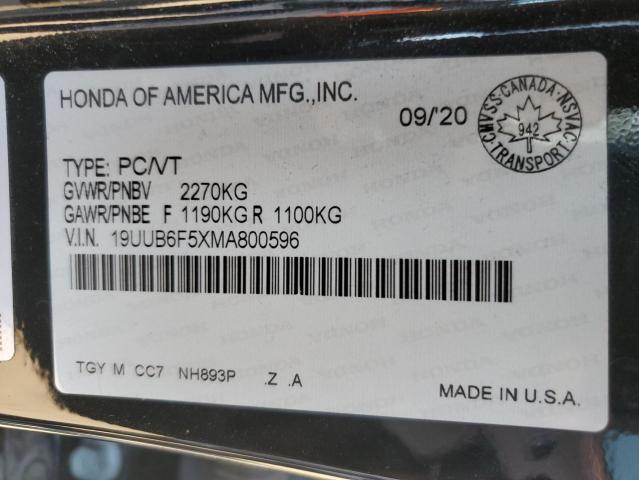 HONDA OF AMERICA MFG.,INC.
09/'20
CMVSS·CANADA·NSVAC
942
TRANSPORT
TYPE: PC/VT
GVWR/PNBV 2270KG
GAWR/PNBE F 1190KG R 1100KG
V.I.N. 19UUB6F5XMA800596
TGY M CC7 NH893P .Z .A
MADE IN U.S.A.